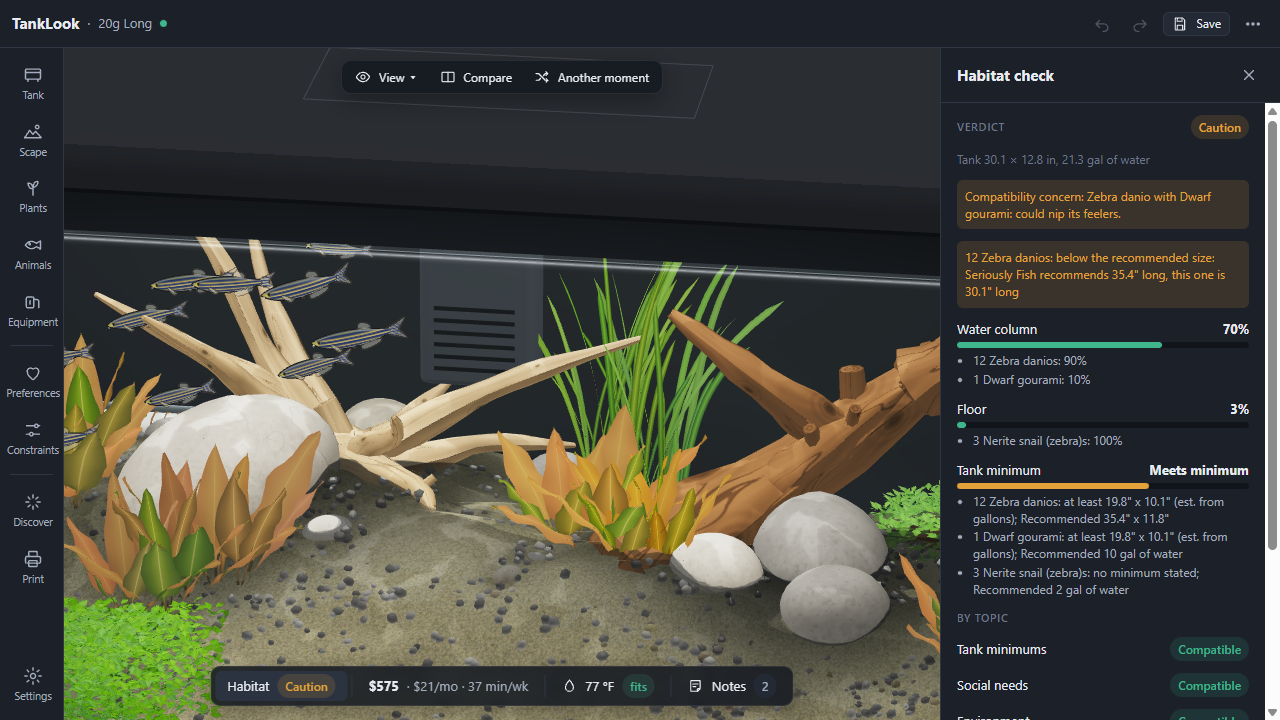 TankLook · 20g Long
Save
View
Compare
Another moment
Tank
Scape
Plants
Animals
Equipment
Preferences
Constraints
Discover
Print
Settings
Habitat Caution
$575 · $21/mo · 37 min/wk
77 °F fits
Notes 2
Habitat check
VERDICT
Caution
Tank 30.1 × 12.8 in, 21.3 gal of water
Compatibility concern: Zebra danio with Dwarf
gourami: could nip its feelers.
12 Zebra danios: below the recommended size:
Seriously Fish recommends 35.4" long, this one is
30.1" long
Water column 70%
• 12 Zebra danios: 90%
• 1 Dwarf gourami: 10%
Floor 3%
• 3 Nerite snail (zebra)s: 100%
Tank minimum Meets minimum
• 12 Zebra danios: at least 19.8" x 10.1" (est. from
gallons); Recommended 35.4" x 11.8"
• 1 Dwarf gourami: at least 19.8" x 10.1" (est. from
gallons); Recommended 10 gal of water
• 3 Nerite snail (zebra)s: no minimum stated;
Recommended 2 gal of water
BY TOPIC
Tank minimums Compatible
Social needs Compatible